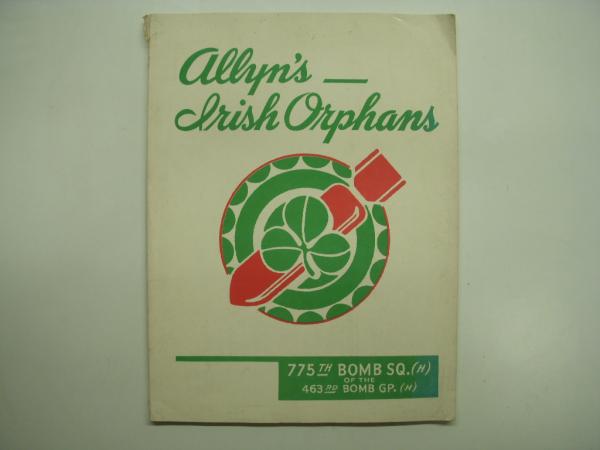 Allyn's —
Irish Orphans
775TH BOMB SQ. (H)
OF THE
463RD BOMB GP. (H)